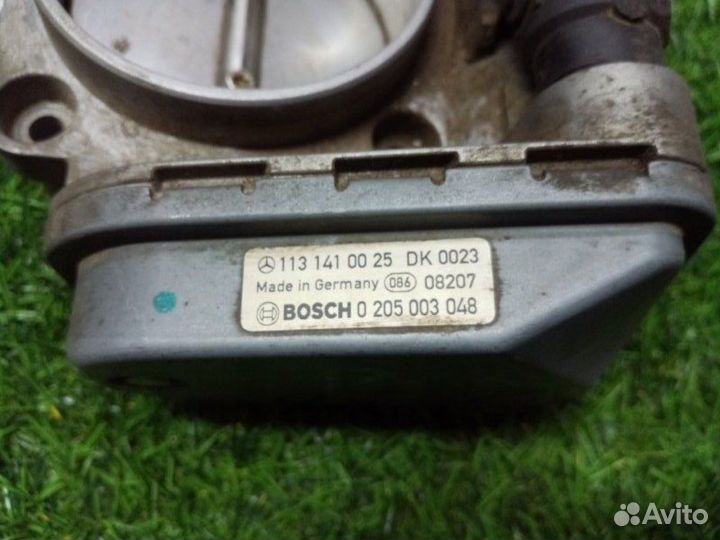 113 141 00 25 DK 0023
Made in Germany 086 08207
BOSCH 0 205 003 048
Avito